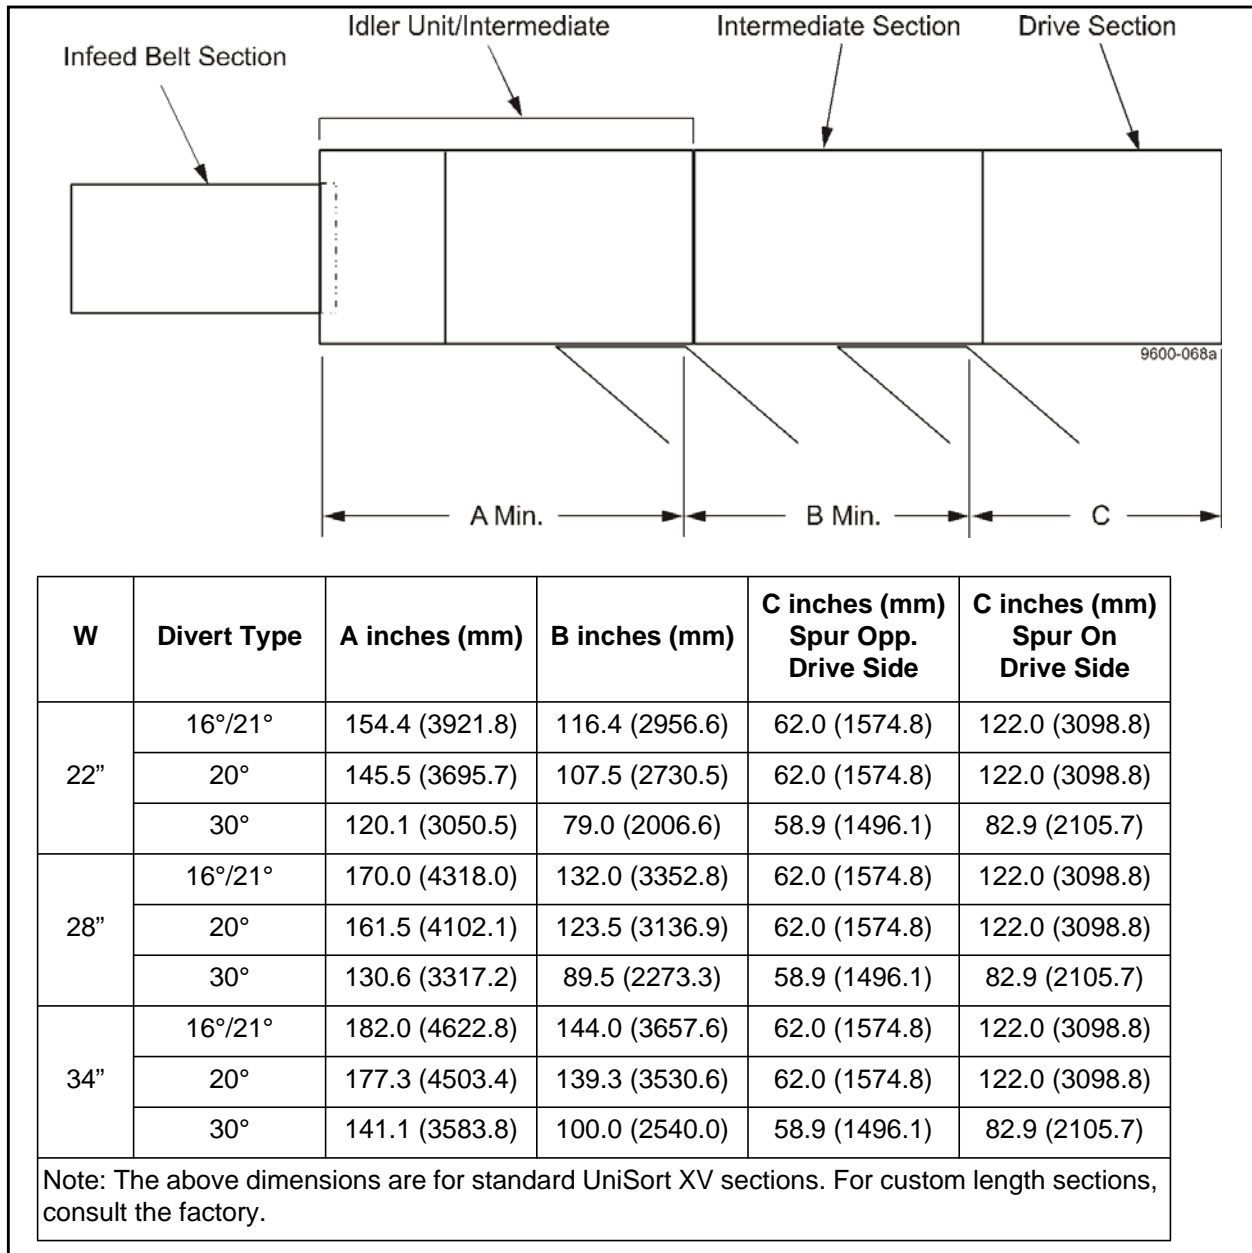 Idler Unit/Intermediate
Intermediate Section
Drive Section
Infeed Belt Section
9600-068a
A Min.
B Min.
C
W
Divert Type
A inches (mm)
B inches (mm)
C inches (mm)
Spur Opp.
Drive Side
C inches (mm)
Spur On
Drive Side
22”
16°/21° 154.4 (3921.8) 116.4 (2956.6) 62.0 (1574.8) 122.0 (3098.8)
20° 145.5 (3695.7) 107.5 (2730.5) 62.0 (1574.8) 122.0 (3098.8)
30° 120.1 (3050.5) 79.0 (2006.6) 58.9 (1496.1) 82.9 (2105.7)
28”
16°/21° 170.0 (4318.0) 132.0 (3352.8) 62.0 (1574.8) 122.0 (3098.8)
20° 161.5 (4102.1) 123.5 (3136.9) 62.0 (1574.8) 122.0 (3098.8)
30° 130.6 (3317.2) 89.5 (2273.3) 58.9 (1496.1) 82.9 (2105.7)
34”
16°/21° 182.0 (4622.8) 144.0 (3657.6) 62.0 (1574.8) 122.0 (3098.8)
20° 177.3 (4503.4) 139.3 (3530.6) 62.0 (1574.8) 122.0 (3098.8)
30° 141.1 (3583.8) 100.0 (2540.0) 58.9 (1496.1) 82.9 (2105.7)
Note: The above dimensions are for standard UniSort XV sections. For custom length sections,
consult the factory.